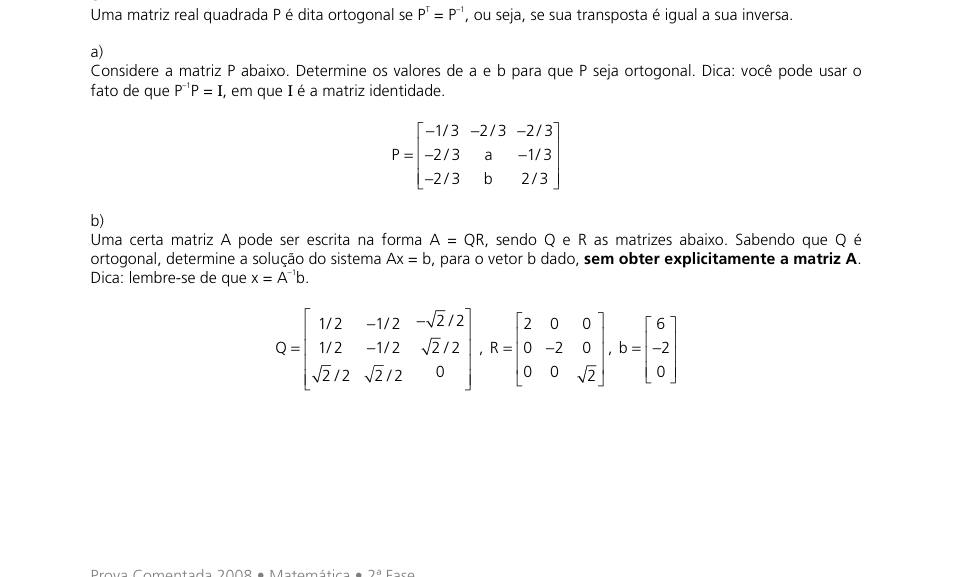 Uma matriz real quadrada P é dita ortogonal se Pᵀ = P⁻¹, ou seja, se sua transposta é igual a sua inversa.
a)
Considere a matriz P abaixo. Determine os valores de a e b para que P seja ortogonal. Dica: você pode usar o
fato de que P⁻¹P = I, em que I é a matriz identidade.
–1/3 –2/3 –2/3
P = –2/3 a –1/3
–2/3 b 2/3
b)
Uma certa matriz A pode ser escrita na forma A = QR, sendo Q e R as matrizes abaixo. Sabendo que Q é
ortogonal, determine a solução do sistema Ax = b, para o vetor b dado, sem obter explicitamente a matriz A.
Dica: lembre-se de que x = A⁻¹b.
1/2 –1/2 –√2/2 2 0 0 6
Q = 1/2 –1/2 √2/2 , R = 0 –2 0 , b = –2
√2/2 √2/2 0 0 0 √2 0
Prova Comentada 2008 • Matemática • 2ª Fase